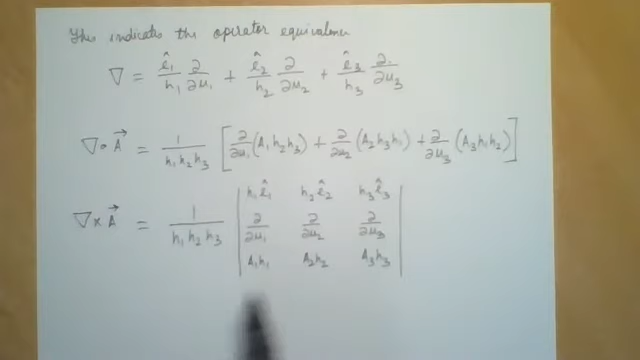 This indicates the operator equivalence
∇ = ê₁/h₁ ∂/∂u₁ + ê₂/h₂ ∂/∂u₂ + ê₃/h₃ ∂/∂u₃
∇∘A⃗ = 1/(h₁h₂h₃) [∂/∂u₁ (A₁h₂h₃) + ∂/∂u₂ (A₂h₃h₁) + ∂/∂u₃ (A₃h₁h₂)]
∇×A⃗ = 1/(h₁h₂h₃) | h₁ê₁ h₂ê₂ h₃ê₃ |
| ∂/∂u₁ ∂/∂u₂ ∂/∂u₃ |
| A₁h₁ A₂h₂ A₃h₃ |